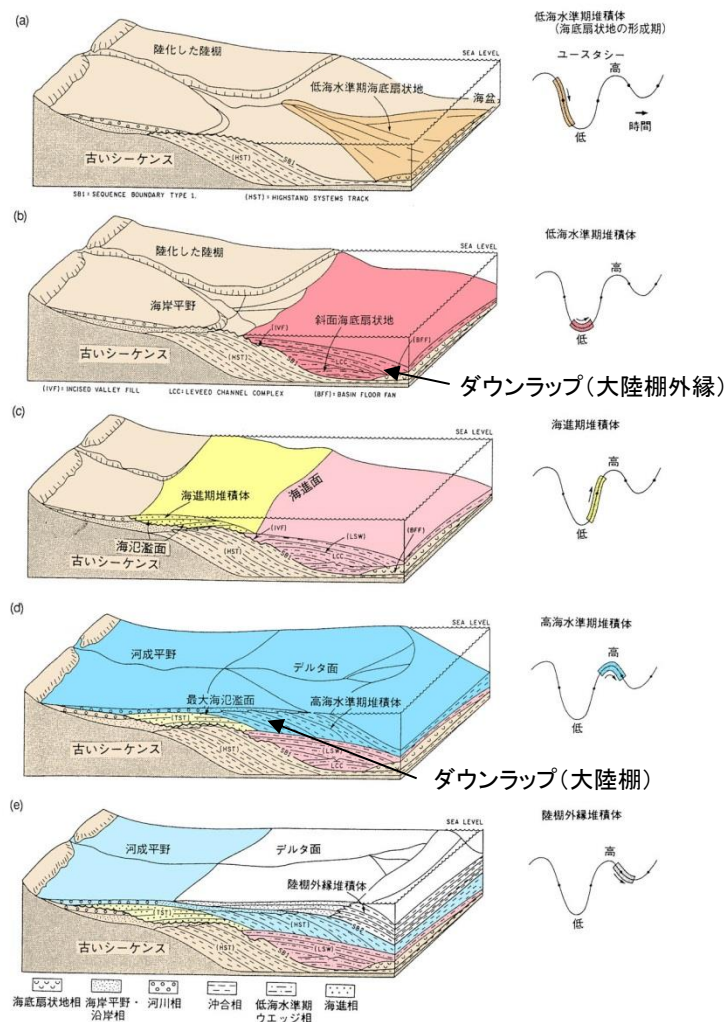 (a)
陸化した陸棚
SEA LEVEL
低海水準期海底扇状地
海盆
古いシーケンス
(HST)
SB1
SB1=SEQUENCE BOUNDARY TYPE 1.
(HST)=HIGHSTAND SYSTEMS TRACK
低海水準期堆積体
(海底扇状地の形成期)
ユースタシー
高
低
時間
(b)
陸化した陸棚
SEA LEVEL
海岸平野
斜面海底扇状地
(IVF)
(BFF)
古いシーケンス
(HST)
SB1
LCC
(IVF)=INCISED VALLEY FILL
LCC=LEVEED CHANNEL COMPLEX
(BFF)=BASIN FLOOR FAN
ダウンラップ(大陸棚外縁)
低海水準期堆積体
高
低
(c)
SEA LEVEL
海進期堆積体
海進面
海氾濫面
(IVF)
(LSW)
(BFF)
古いシーケンス
(HST)
SB1
LCC
海進期堆積体
高
低
(d)
SEA LEVEL
河成平野
デルタ面
最大海氾濫面
高海水準期堆積体
(TST)
古いシーケンス
(HST)
SB1
(LSW)
LCC
ダウンラップ(大陸棚)
高海水準期堆積体
高
低
(e)
SEA LEVEL
河成平野
デルタ面
陸棚外縁堆積体
(TST)
(HST)
SB2
古いシーケンス
(HST)
SB1
(LSW)
陸棚外縁堆積体
高
低
海底扇状地相
海岸平野・
沿岸相
河川相
沖合相
低海水準期
ウエッジ相
海進相